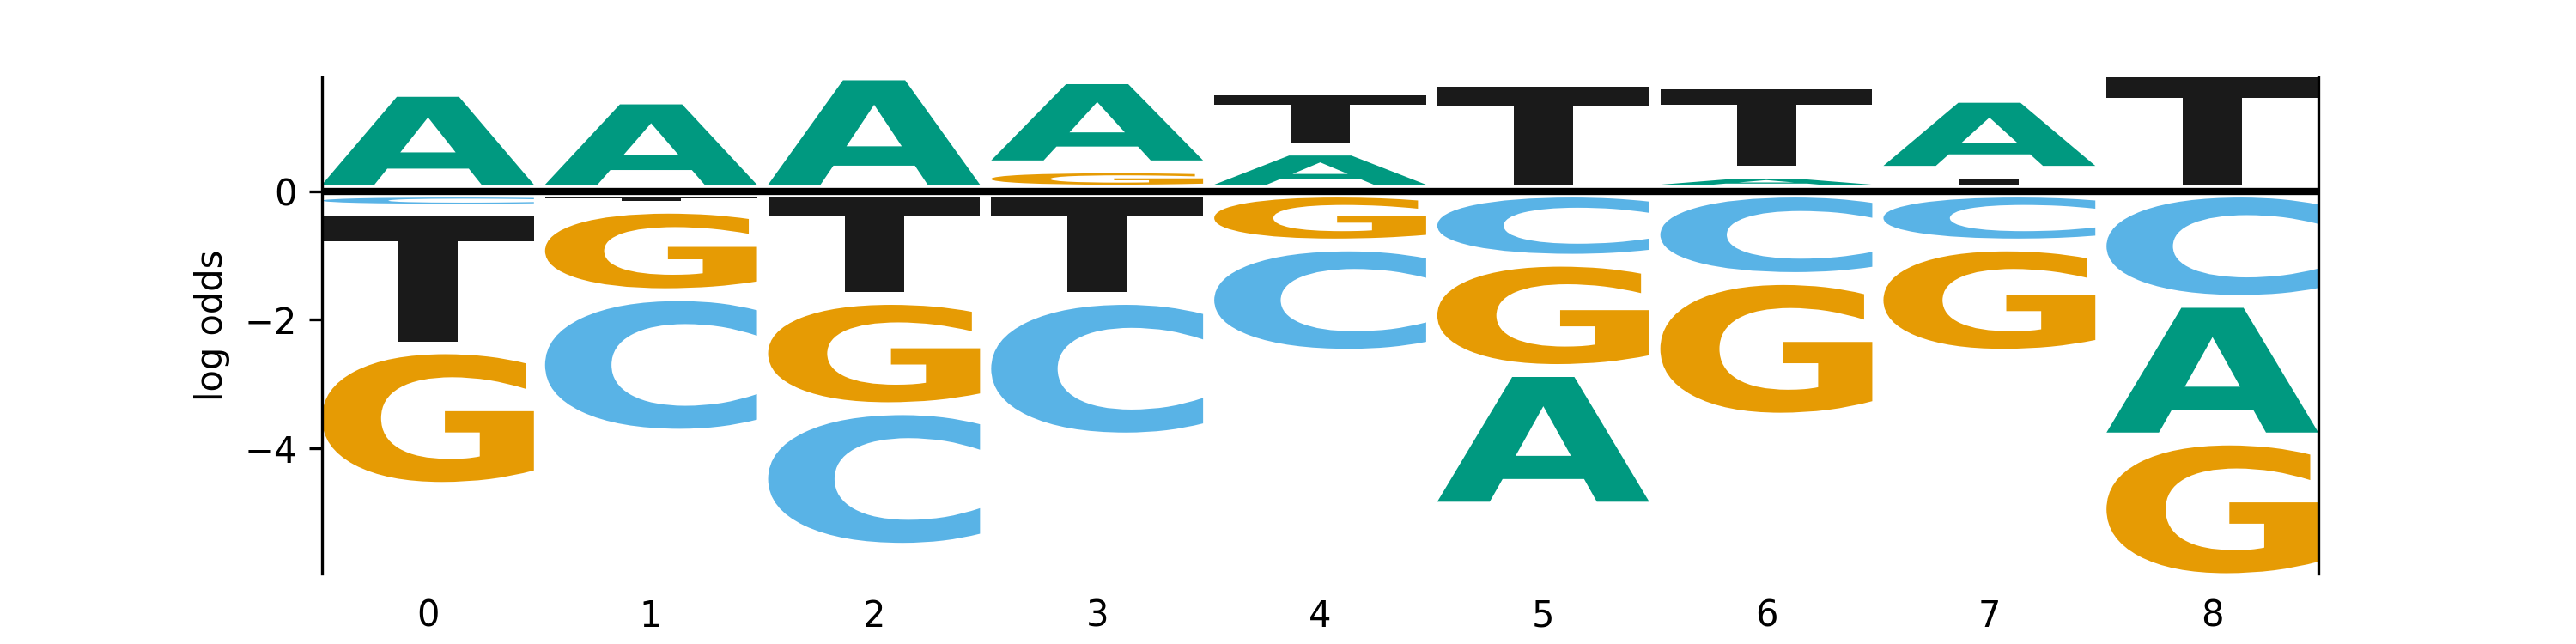 A A A A T T T A T
G A A T
0
C T T T G C C C C
T G G C C G G G A
G C C A G
−2
−4
log odds
0 1 2 3 4 5 6 7 8